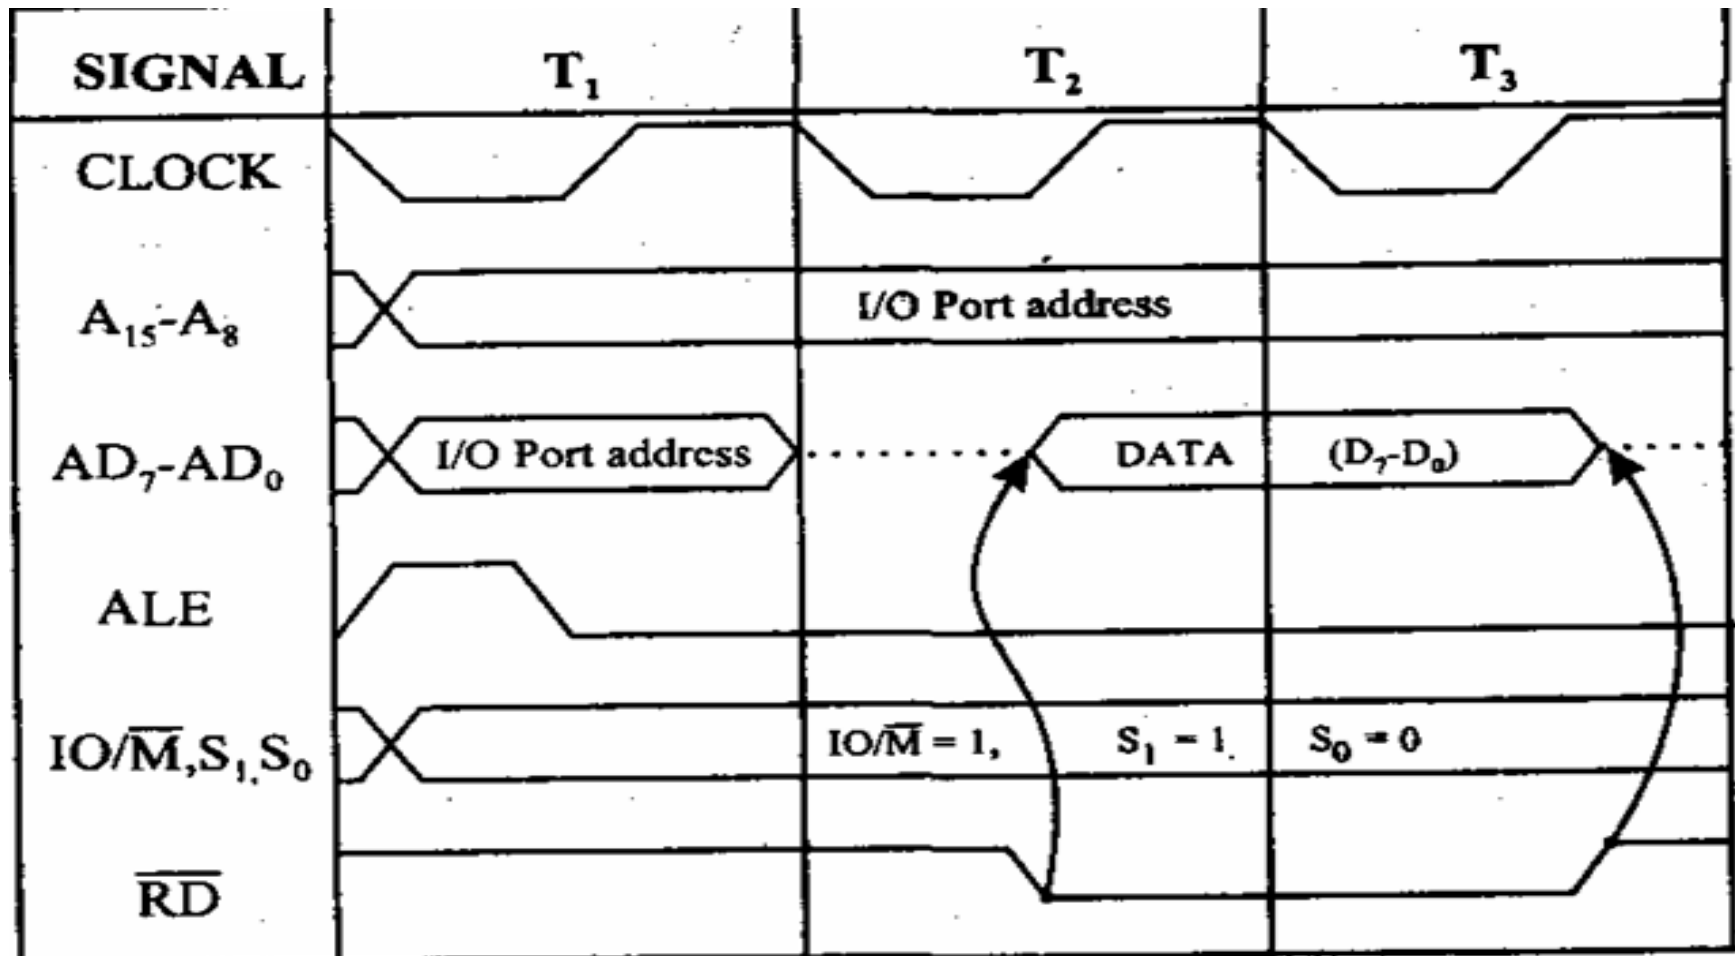 SIGNAL T₁ T₂ T₃
CLOCK
A₁₅-A₈ I/O Port address
AD₇-AD₀ I/O Port address DATA (D₇-D₀)
ALE
IO/M̅,S₁,S₀ IO/M̅ = 1, S₁ = 1 S₀ = 0
R̅D̅